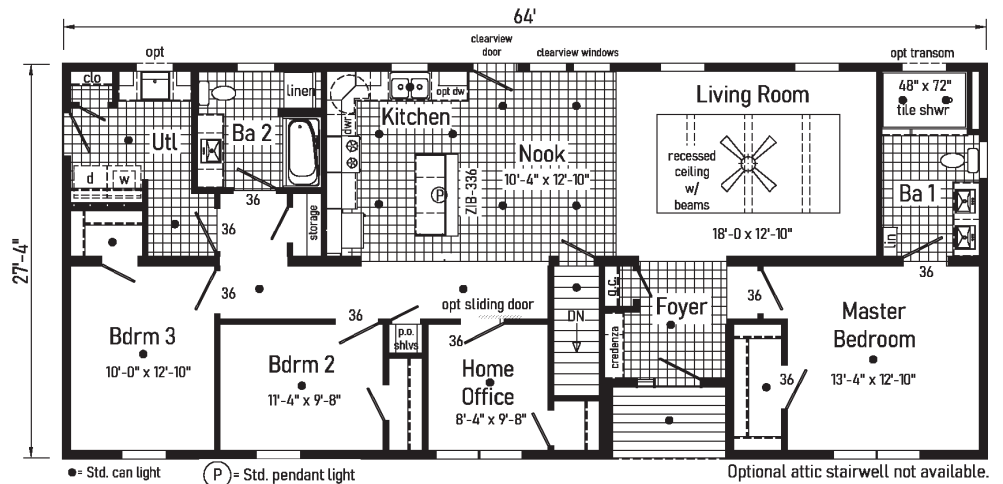 64'
clearview
door
clearview windows
opt
opt transom
clo
linen
opt dw
Living Room
48" x 72"
tile shwr
Utl
Ba 2
dwr
Kitchen
Nook
10'-4" x 12'-10"
recessed
ceiling
w/
beams
d
w
P
ZIB-336
Ba 1
36
storage
36
18'-0 x 12'-10"
lin
36
27'-4"
36
opt sliding door
o.c.
Foyer
36
Master
Bedroom
13'-4" x 12'-10"
DN
36
p.o.
shlvs
36
credenza
Bdrm 3
10'-0" x 12'-10"
Bdrm 2
11'-4" x 9'-8"
Home
Office
8'-4" x 9'-8"
36
= Std. can light
P = Std. pendant light
Optional attic stairwell not available.